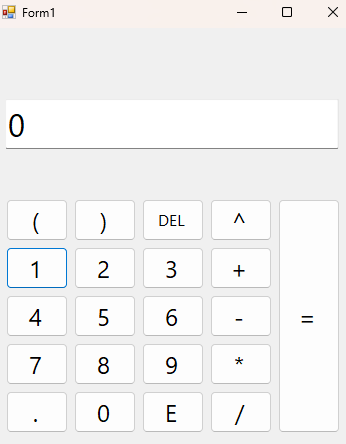 Form1
0
( ) DEL ^
1 2 3 +
4 5 6 - =
7 8 9 *
. 0 E /